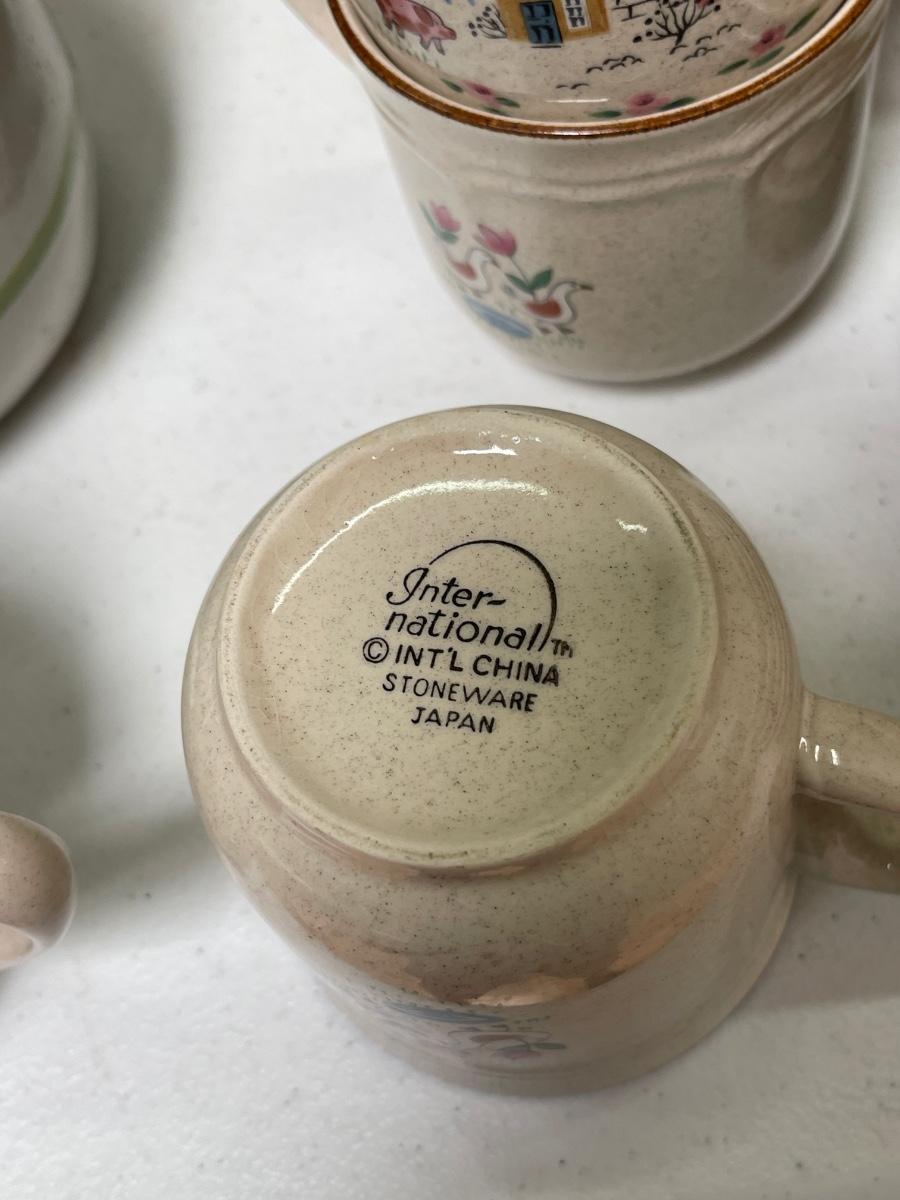 Inter-
national TM
© INT'L CHINA
STONEWARE
JAPAN